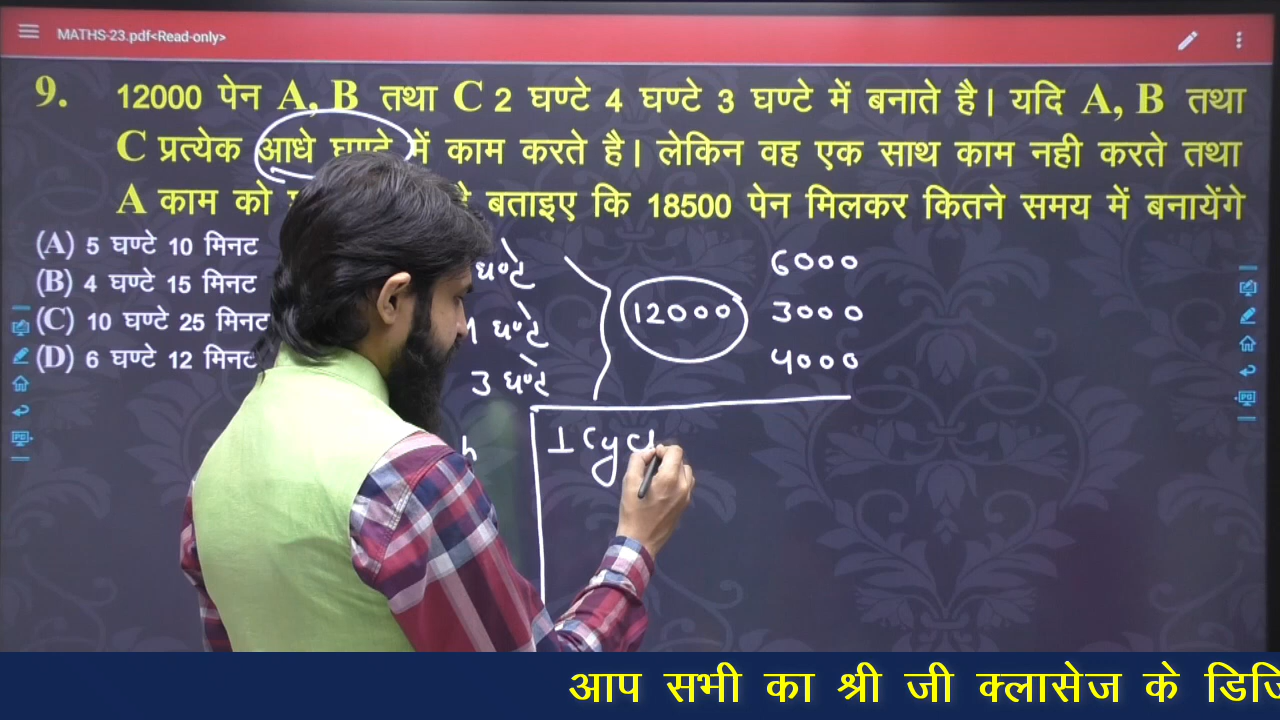 MATHS-23.pdf<Read-only>
9. 12000 पेन A, B तथा C 2 घण्टे 4 घण्टे 3 घण्टे में बनाते है। यदि A, B तथा
C प्रत्येक आधे घण्टे में काम करते है। लेकिन वह एक साथ काम नही करते तथा
A काम को बताइए कि 18500 पेन मिलकर कितने समय में बनायेंगे
(A) 5 घण्टे 10 मिनट
(B) 4 घण्टे 15 मिनट
(C) 10 घण्टे 25 मिनट
(D) 6 घण्टे 12 मिनट
घण्टे
घण्टे
3 घण्टे
12000
6000
3000
4000
h
1 Cycl
आप सभी का श्री जी क्लासेज के डिजि